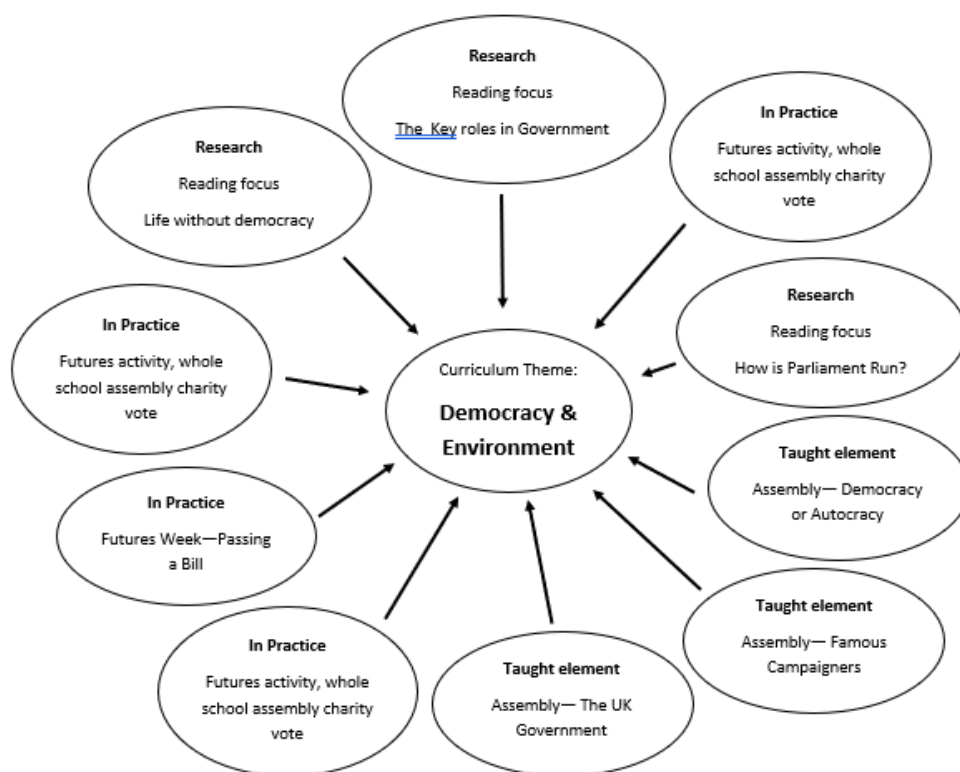 Research
Reading focus
The Key roles in Government
In Practice
Futures activity, whole
school assembly charity
vote
Research
Reading focus
Life without democracy
Research
Reading focus
How is Parliament Run?
In Practice
Futures activity, whole
school assembly charity
vote
Curriculum Theme:
Democracy &
Environment
Taught element
Assembly— Democracy
or Autocracy
In Practice
Futures Week—Passing
a Bill
Taught element
Assembly— Famous
Campaigners
In Practice
Futures activity, whole
school assembly charity
vote
Taught element
Assembly— The UK
Government